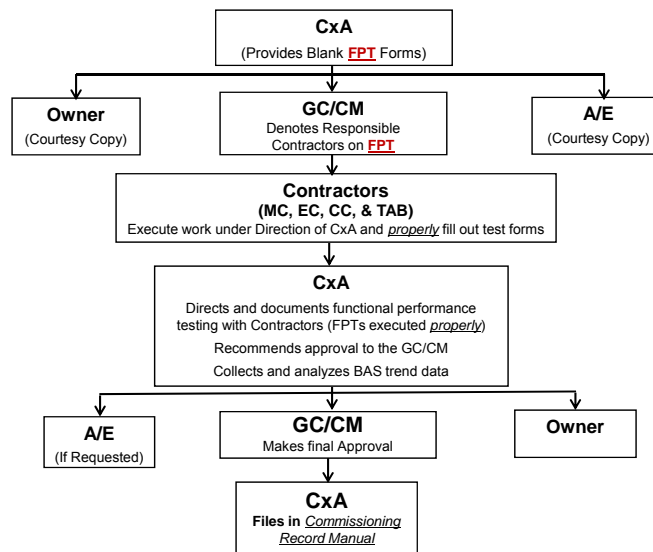 CxA
(Provides Blank FPT Forms)
Owner
(Courtesy Copy)
GC/CM
Denotes Responsible
Contractors on FPT
A/E
(Courtesy Copy)
Contractors
(MC, EC, CC, & TAB)
Execute work under Direction of CxA and properly fill out test forms
CxA
Directs and documents functional performance
testing with Contractors (FPTs executed properly)
Recommends approval to the GC/CM
Collects and analyzes BAS trend data
A/E
(If Requested)
GC/CM
Makes final Approval
Owner
CxA
Files in Commissioning
Record Manual